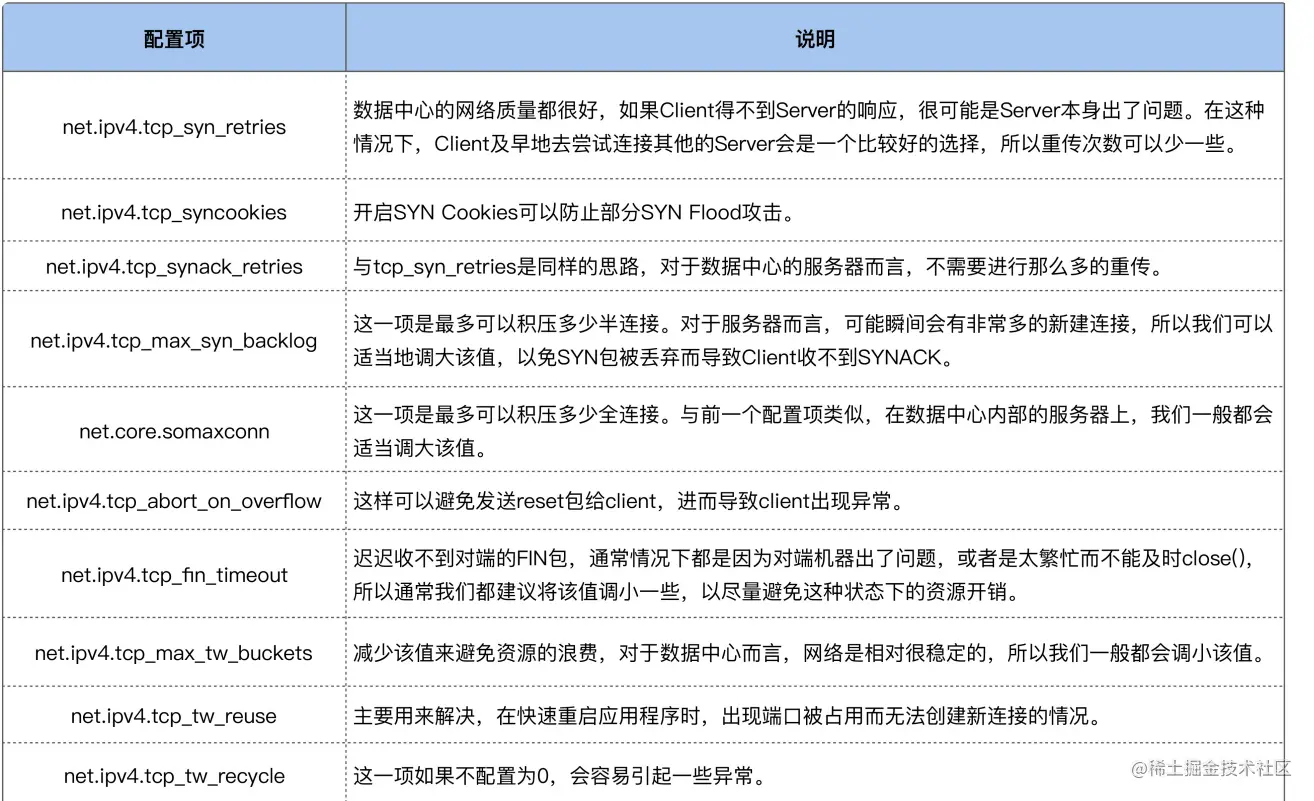 配置项
说明
net.ipv4.tcp_syn_retries
数据中心的网络质量都很好，如果Client得不到Server的响应，很可能是Server本身出了问题。在这种
情况下，Client及早地去尝试连接其他的Server会是一个比较好的选择，所以重传次数可以少一些。
net.ipv4.tcp_syncookies
开启SYN Cookies可以防止部分SYN Flood攻击。
net.ipv4.tcp_synack_retries
与tcp_syn_retries是同样的思路，对于数据中心的服务器而言，不需要进行那么多的重传。
net.ipv4.tcp_max_syn_backlog
这一项是最多可以积压多少半连接。对于服务器而言，可能瞬间会有非常多的新建连接，所以我们可以
适当地调大该值，以免SYN包被丢弃而导致Client收不到SYNACK。
net.core.somaxconn
这一项是最多可以积压多少全连接。与前一个配置项类似，在数据中心内部的服务器上，我们一般都会
适当调大该值。
net.ipv4.tcp_abort_on_overflow
这样可以避免发送reset包给client，进而导致client出现异常。
net.ipv4.tcp_fin_timeout
迟迟收不到对端的FIN包，通常情况下都是因为对端机器出了问题，或者是太繁忙而不能及时close()，
所以通常我们都建议将该值调小一些，以尽量避免这种状态下的资源开销。
net.ipv4.tcp_max_tw_buckets
减少该值来避免资源的浪费，对于数据中心而言，网络是相对很稳定的，所以我们一般都会调小该值。
net.ipv4.tcp_tw_reuse
主要用来解决，在快速重启应用程序时，出现端口被占用而无法创建新连接的情况。
net.ipv4.tcp_tw_recycle
这一项如果不配置为0，会容易引起一些异常。
@稀土掘金技术社区